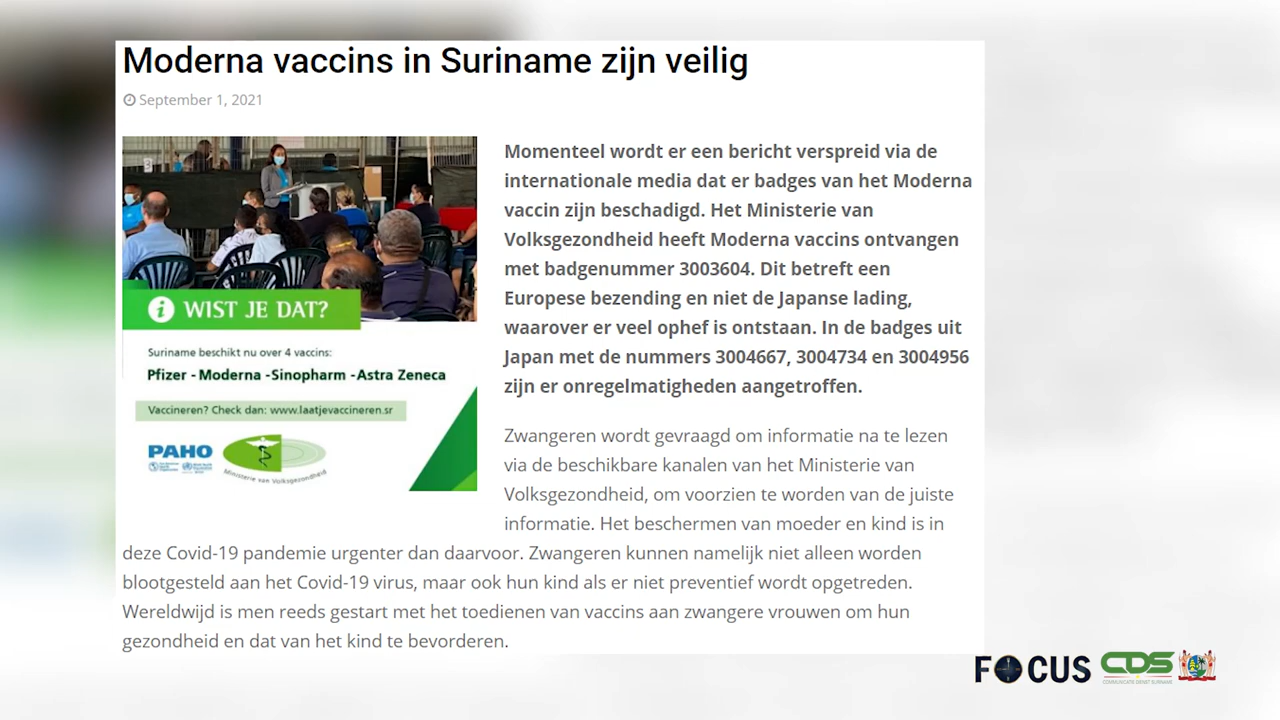 Moderna vaccins in Suriname zijn veilig
September 1, 2021
Momenteel wordt er een bericht verspreid via de
internationale media dat er badges van het Moderna
vaccin zijn beschadigd. Het Ministerie van
Volksgezondheid heeft Moderna vaccins ontvangen
met badgenummer 3003604. Dit betreft een
Europese bezending en niet de Japanse lading,
waarover er veel ophef is ontstaan. In de badges uit
Japan met de nummers 3004667, 3004734 en 3004956
zijn er onregelmatigheden aangetroffen.
WIST JE DAT?
Suriname beschikt nu over 4 vaccins:
Pfizer - Moderna -Sinopharm -Astra Zeneca
Vaccineren? Check dan: www.laatjevaccineren.sr
PAHO
Ministerie van Volksgezondheid
Zwangeren wordt gevraagd om informatie na te lezen
via de beschikbare kanalen van het Ministerie van
Volksgezondheid, om voorzien te worden van de juiste
informatie. Het beschermen van moeder en kind is in
deze Covid-19 pandemie urgenter dan daarvoor. Zwangeren kunnen namelijk niet alleen worden
blootgesteld aan het Covid-19 virus, maar ook hun kind als er niet preventief wordt opgetreden.
Wereldwijd is men reeds gestart met het toedienen van vaccins aan zwangere vrouwen om hun
gezondheid en dat van het kind te bevorderen.
FOCUS
CDS
COMMUNICATIE DIENST SURINAME